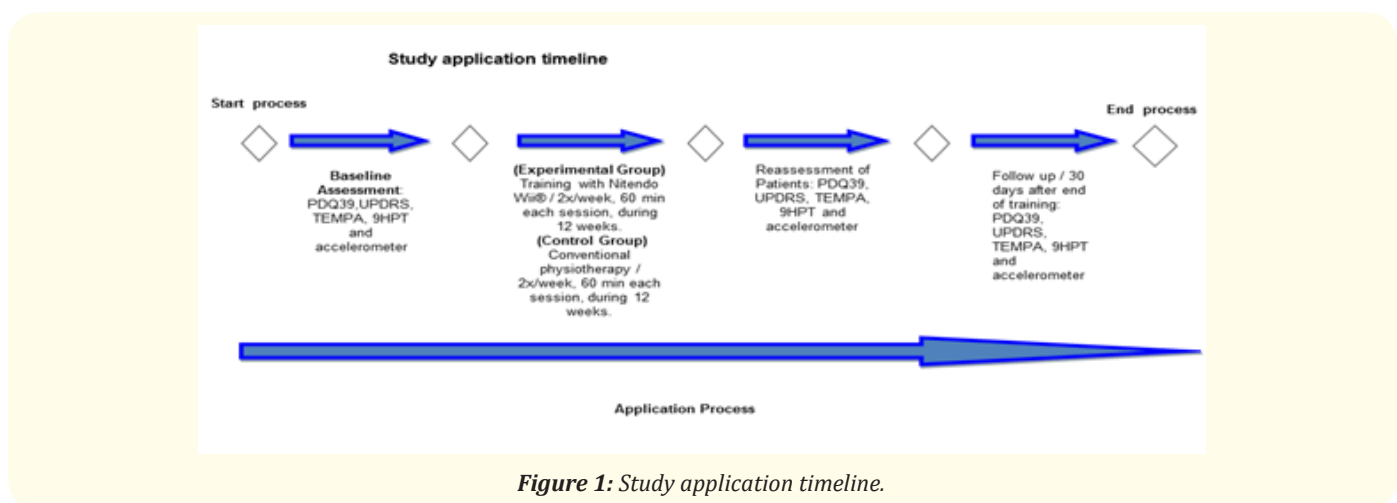 Study application timeline
Start process
End process
Baseline
Assessment:
PDQ39,UPDRS,
TEMPA, 9HPT
and
accelerometer
(Experimental Group)
Training with Nitendo
Wii® / 2x/week, 60 min
each session, during
12 weeks.
(Control Group)
Conventional
physiotherapy /
2x/week, 60 min each
session, during 12
weeks.
Reassessment of
Patients: PDQ39,
UPDRS, TEMPA,
9HPT and
accelerometer
Follow up / 30
days after end
of training:
PDQ39,
UPDRS,
TEMPA, 9HPT
and
accelerometer
Application Process
Figure 1: Study application timeline.